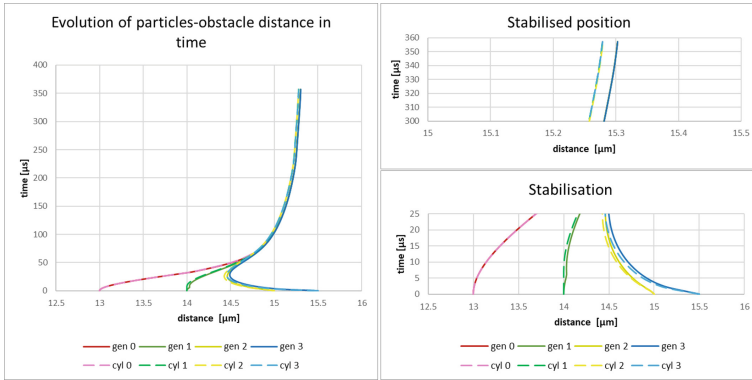 Evolution of particles-obstacle distance in
time
time [µs]
400
350
300
250
200
150
100
50
0
12.5 13 13.5 14 14.5 15 15.5 16
distance [µm]
gen 0 gen 1 gen 2 gen 3
cyl 0 cyl 1 cyl 2 cyl 3
Stabilised position
time [µs]
360
350
340
330
320
310
300
15 15.1 15.2 15.3 15.4 15.5
distance [µm]
Stabilisation
time [µs]
25
20
15
10
5
0
12.5 13 13.5 14 14.5 15 15.5 16
distance [µm]
gen 0 gen 1 gen 2 gen 3
cyl 0 cyl 1 cyl 2 cyl 3